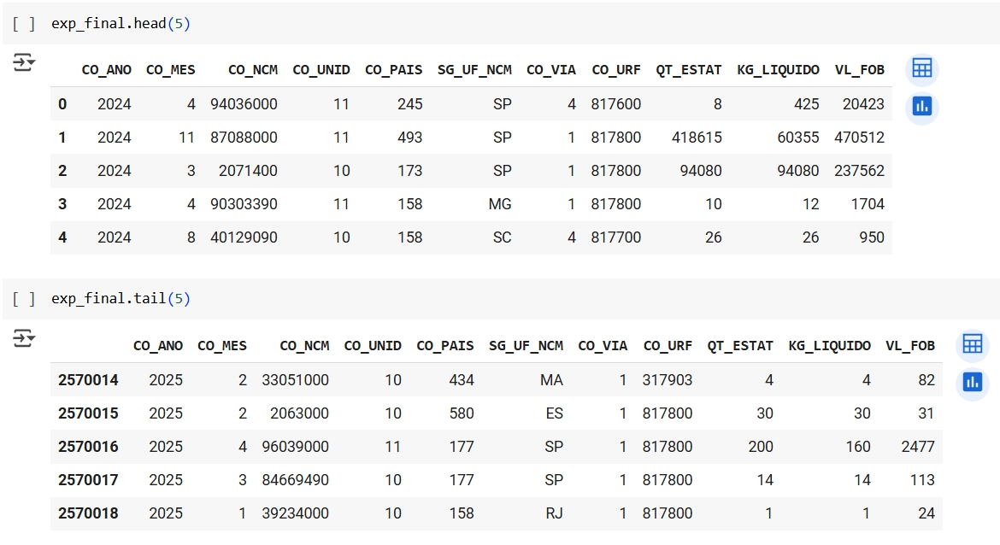 [ ] exp_final.head(5)
CO_ANO CO_MES CO_NCM CO_UNID CO_PAIS SG_UF_NCM CO_VIA CO_URF QT_ESTAT KG_LIQUIDO VL_FOB
0 2024 4 94036000 11 245 SP 4 817600 8 425 20423
1 2024 11 87088000 11 493 SP 1 817800 418615 60355 470512
2 2024 3 2071400 10 173 SP 1 817800 94080 94080 237562
3 2024 4 90303390 11 158 MG 1 817800 10 12 1704
4 2024 8 40129090 10 158 SC 4 817700 26 26 950
[ ] exp_final.tail(5)
CO_ANO CO_MES CO_NCM CO_UNID CO_PAIS SG_UF_NCM CO_VIA CO_URF QT_ESTAT KG_LIQUIDO VL_FOB
2570014 2025 2 33051000 10 434 MA 1 317903 4 4 82
2570015 2025 2 2063000 10 580 ES 1 817800 30 30 31
2570016 2025 4 96039000 11 177 SP 1 817800 200 160 2477
2570017 2025 3 84669490 10 177 SP 1 817800 14 14 113
2570018 2025 1 39234000 10 158 RJ 1 817800 1 1 24